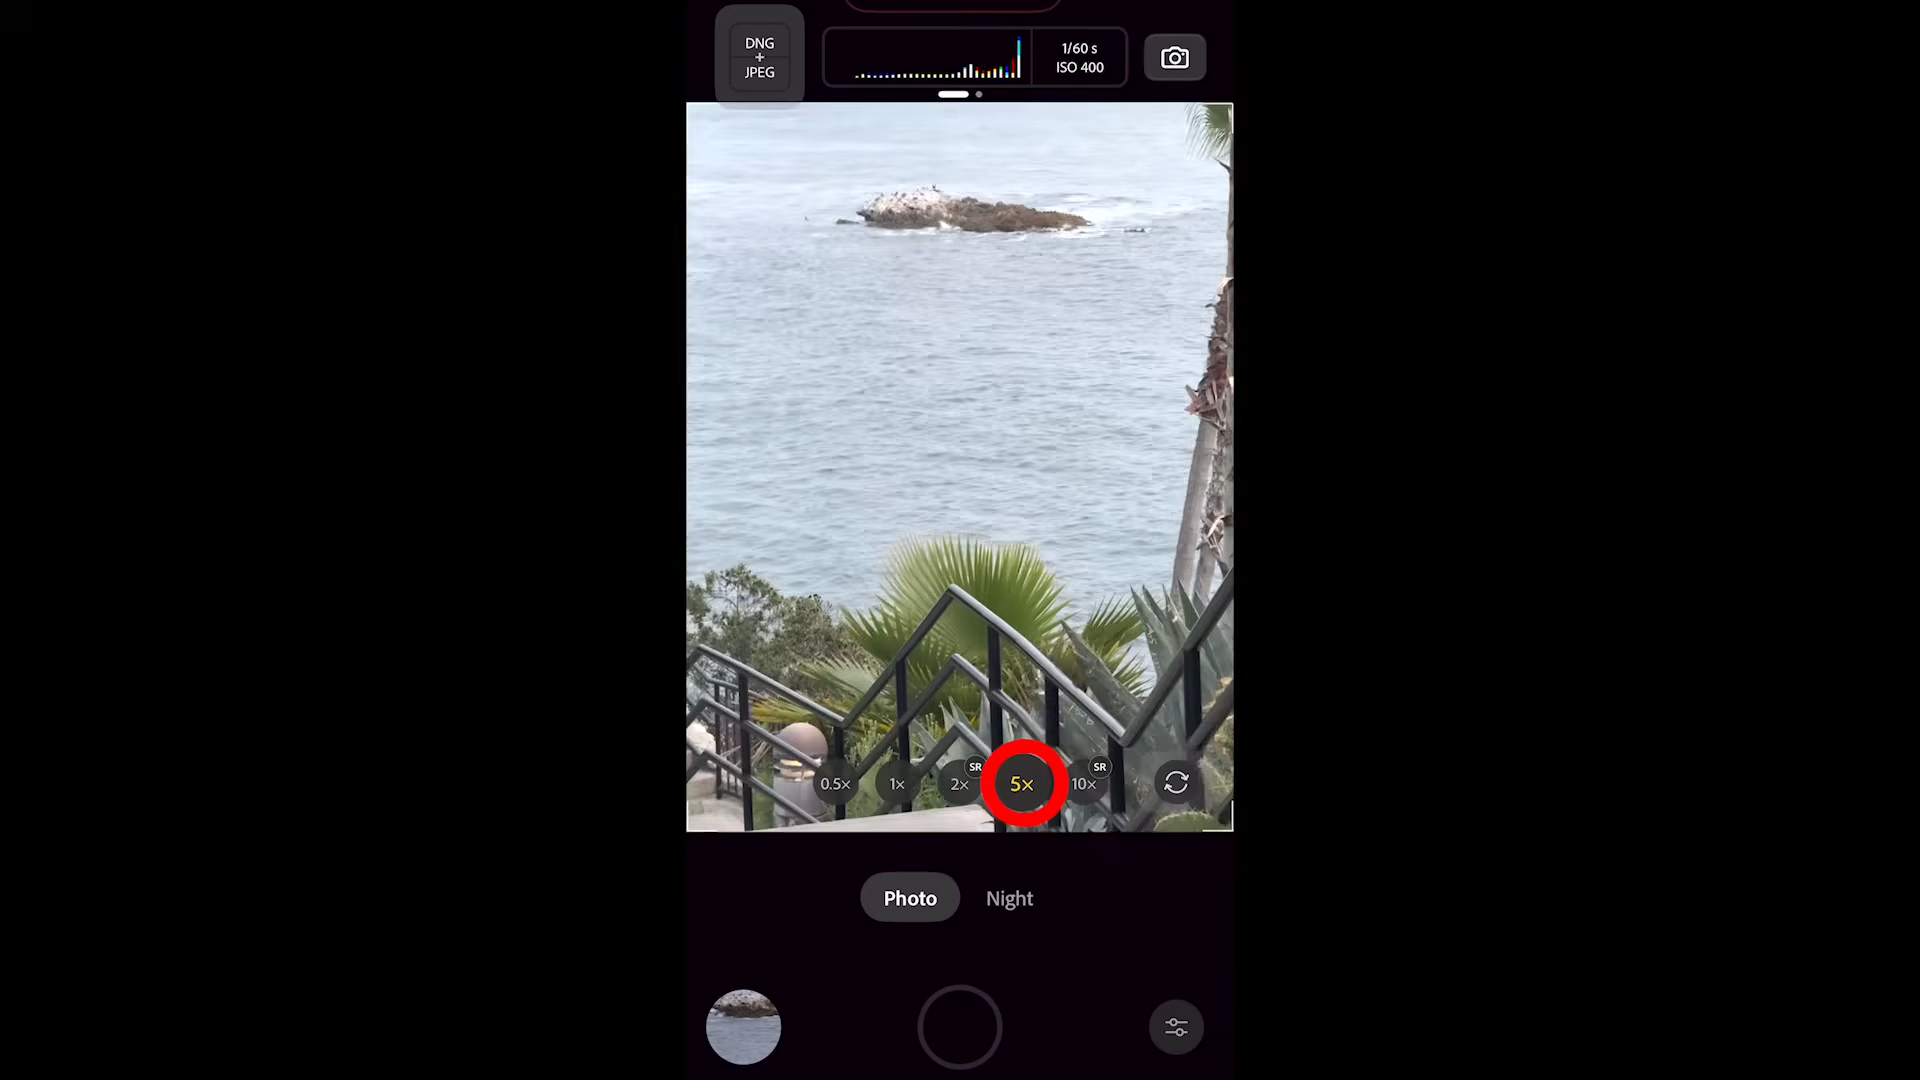 DNG
+
JPEG
1/60 s
ISO 400
0.5×
1×
2×
SR
5×
10×
SR
Photo
Night